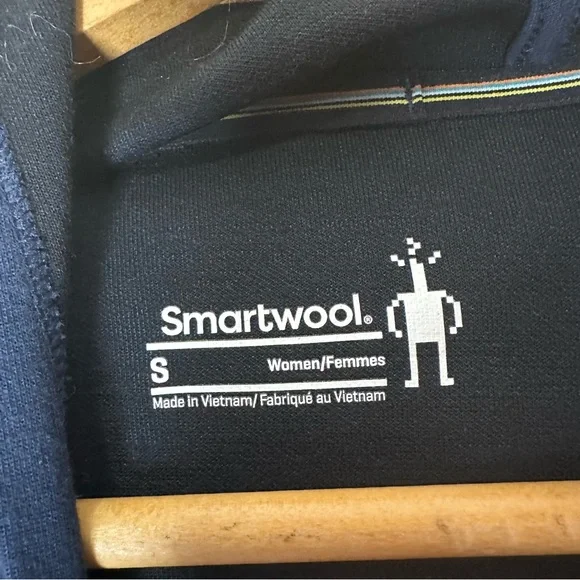 Smartwool®
S Women/Femmes
Made in Vietnam/ Fabriqué au Vietnam